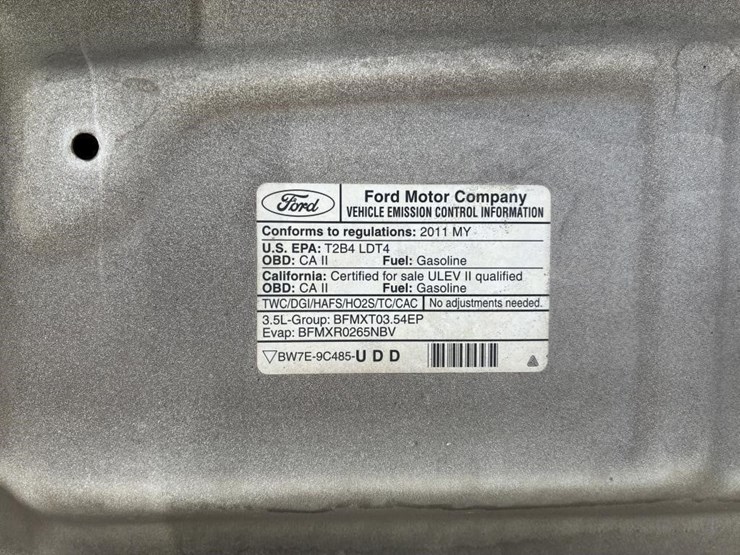 Ford
Ford Motor Company
VEHICLE EMISSION CONTROL INFORMATION
Conforms to regulations: 2011 MY
U.S. EPA: T2B4 LDT4
OBD: CA II Fuel: Gasoline
California: Certified for sale ULEV II qualified
OBD: CA II Fuel: Gasoline
TWC/DGI/HAFS/HO2S/TC/CAC No adjustments needed.
3.5L-Group: BFMXT03.54EP
Evap: BFMXR0265NBV
▽BW7E-9C485-U D D